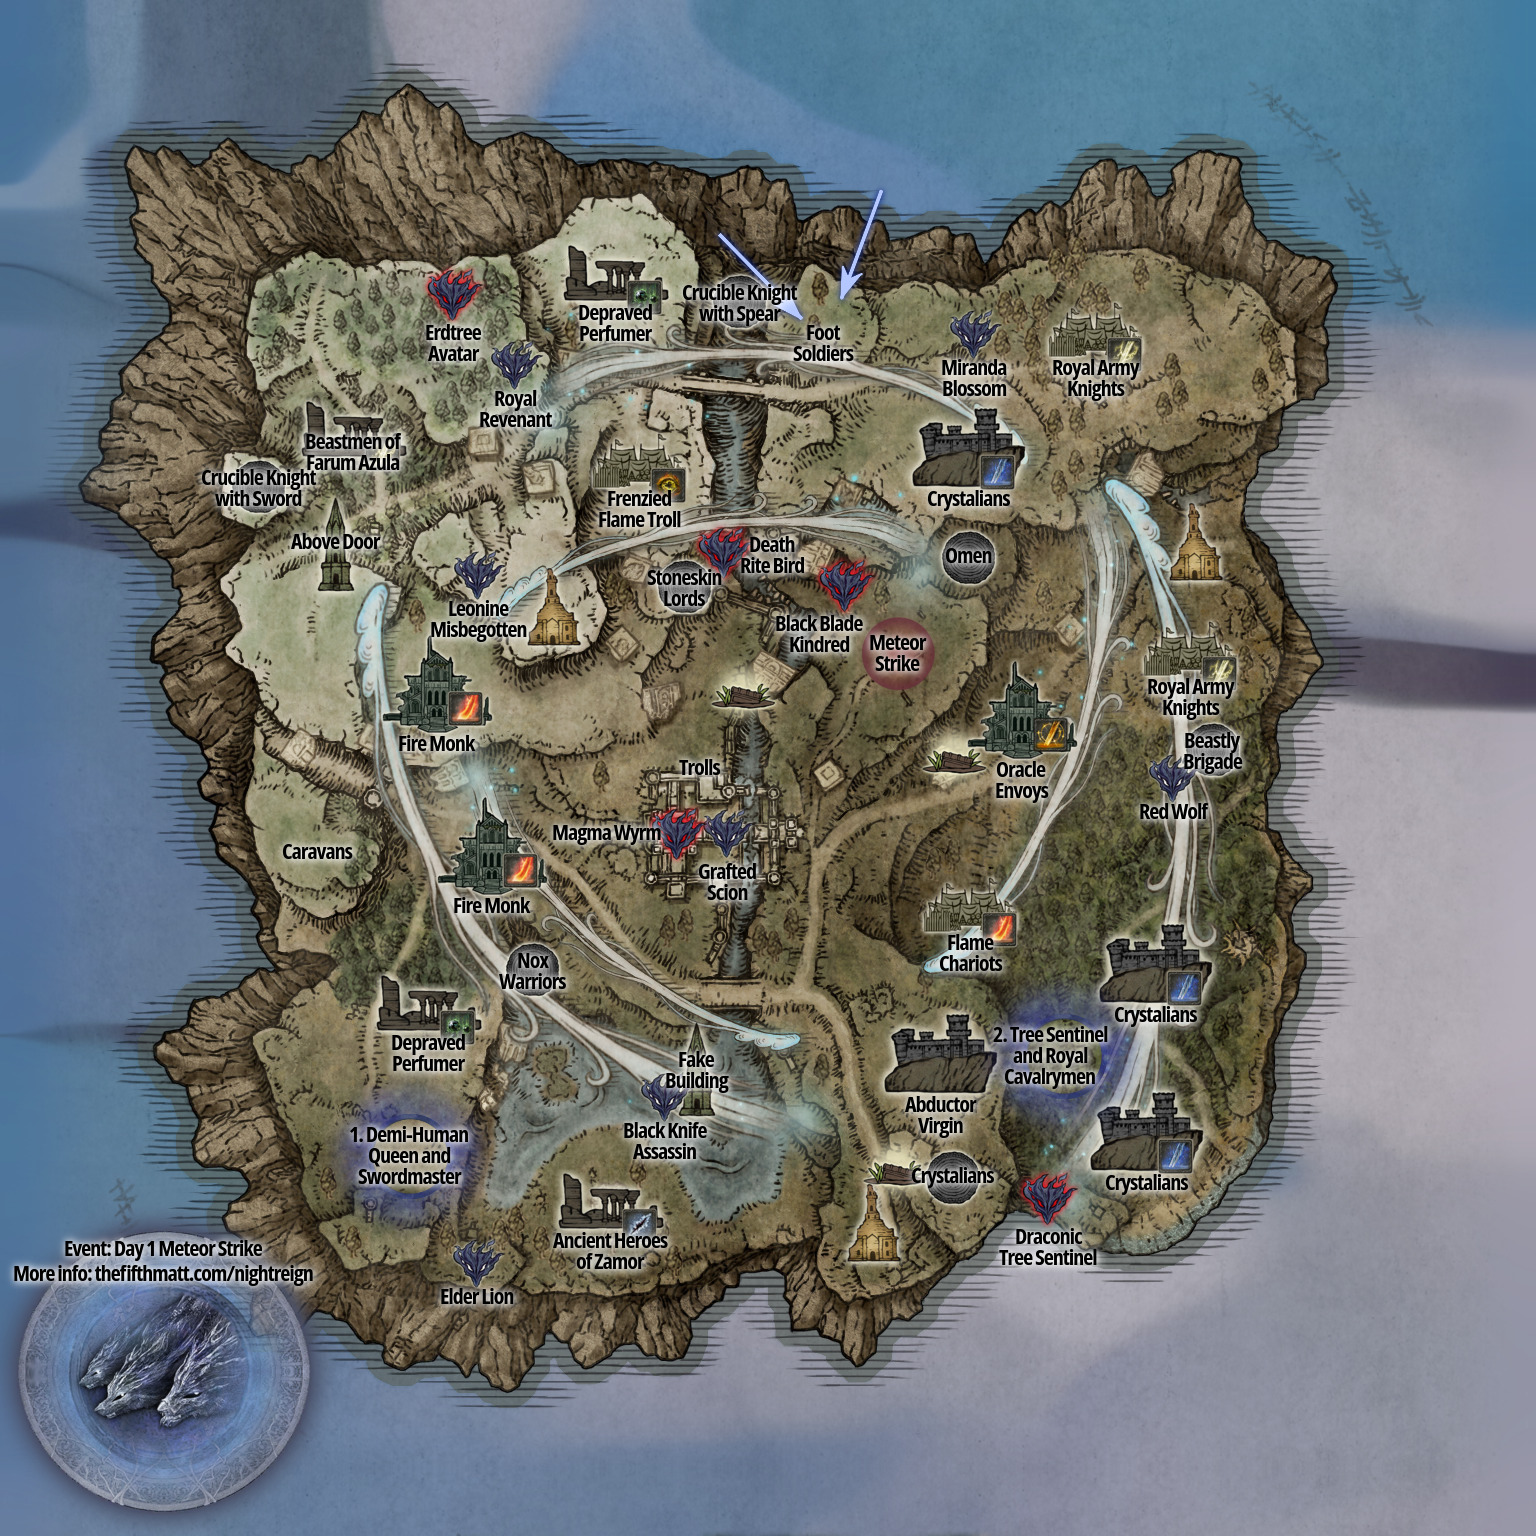 Crucible Knight
with Spear
Depraved
Perfumer
Erdtree
Avatar
Foot
Soldiers
Miranda
Blossom
Royal Army
Knights
Royal
Revenant
Beastmen of
Farum Azula
Crucible Knight
with Sword
Frenzied
Flame Troll
Crystalians
Above Door
Death
Rite Bird
Omen
Stoneskin
Lords
Leonine
Misbegotten
Black Blade
Kindred
Meteor
Strike
Royal Army
Knights
Fire Monk
Beastly
Brigade
Trolls
Oracle
Envoys
Red Wolf
Magma Wyrm
Caravans
Grafted
Scion
Fire Monk
Flame
Chariots
Nox
Warriors
Crystalians
Depraved
Perfumer
2. Tree Sentinel
and Royal
Cavalrymen
Fake
Building
Abductor
Virgin
1. Demi-Human
Queen and
Swordmaster
Black Knife
Assassin
Crystalians
Crystalians
Ancient Heroes
of Zamor
Draconic
Tree Sentinel
Elder Lion
Event: Day 1 Meteor Strike
More info: thefifthmatt.com/nightreign